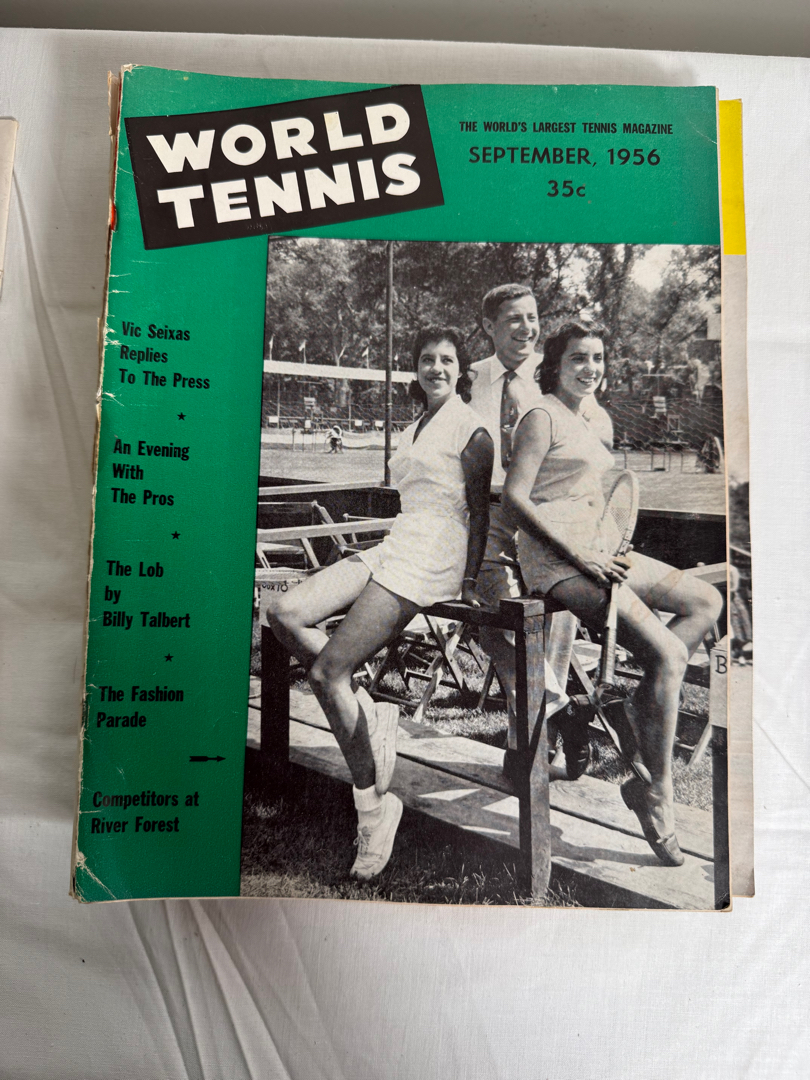 WORLD
TENNIS
THE WORLD'S LARGEST TENNIS MAGAZINE
SEPTEMBER, 1956
35c
Vic Seixas
Replies
To The Press
An Evening
With
The Pros
The Lob
by
Billy Talbert
The Fashion
Parade
Competitors at
River Forest
B